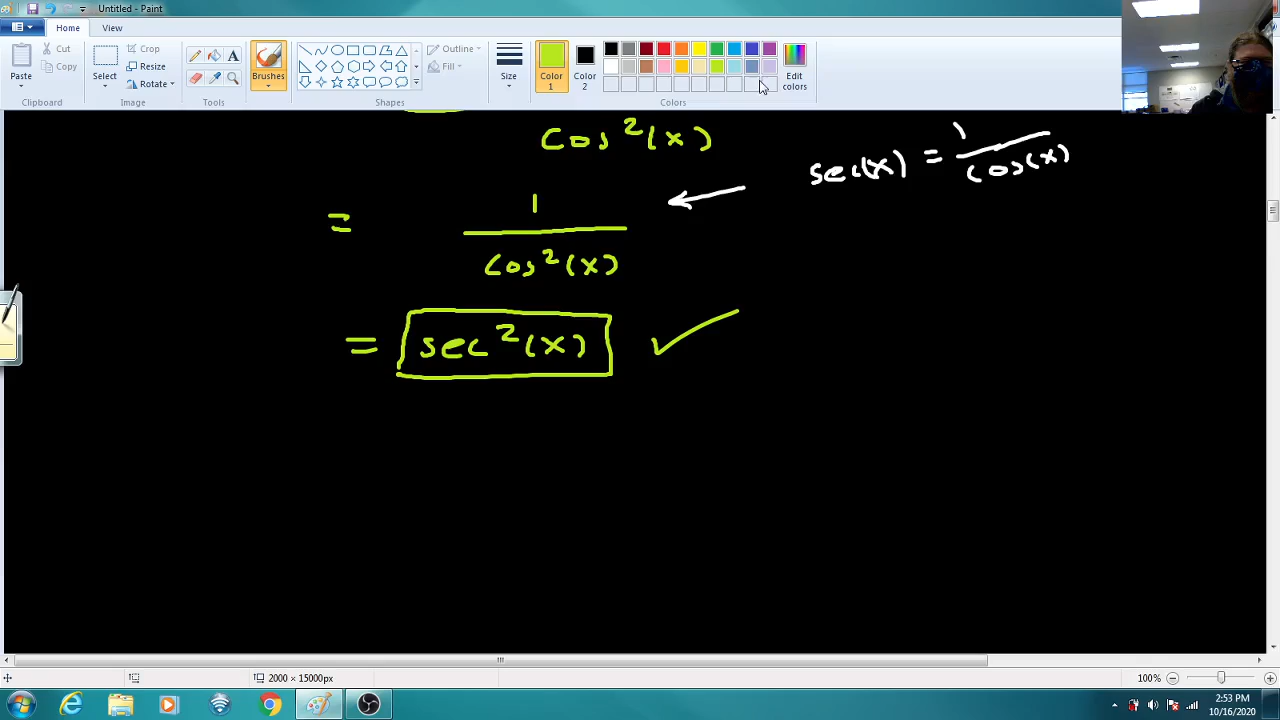 Untitled - Paint
Home View
Cut
Copy
Paste
Clipboard
Crop
Resize
Rotate
Select
Image
Tools
Brushes
Outline
Fill
Shapes
Size
Color 1
Color 2
Edit colors
Colors
cos²(x)
sec(x) = 1/cos(x)
= 1/cos²(x)
= sec²(x) ✓
2000 × 15000px
100%
2:53 PM
10/16/2020